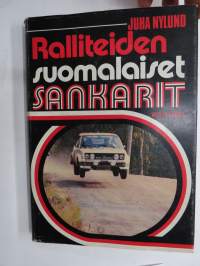 JUHA NYLUND
Ralliteiden
suomalaiset
SANKARIT